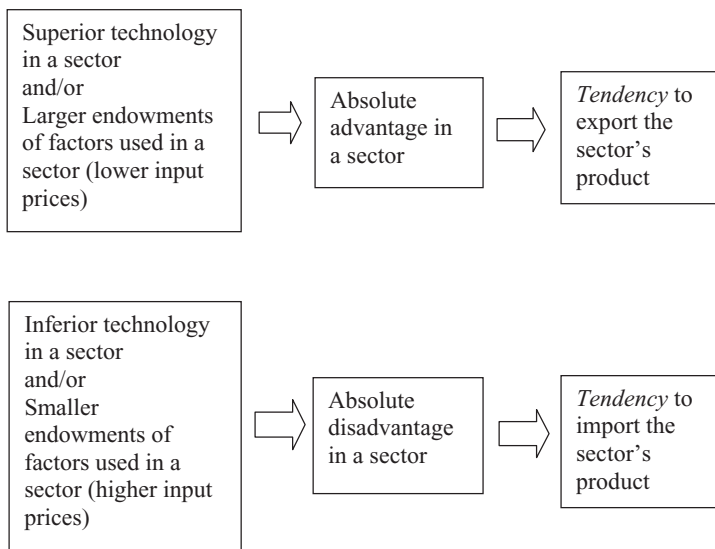 Superior technology
in a sector
and/or
Larger endowments
of factors used in a
sector (lower input
prices)
Absolute
advantage in
a sector
Tendency to
export the
sector’s
product
Inferior technology
in a sector
and/or
Smaller
endowments of
factors used in a
sector (higher input
prices)
Absolute
disadvantage
in a sector
Tendency to
import the
sector’s
product